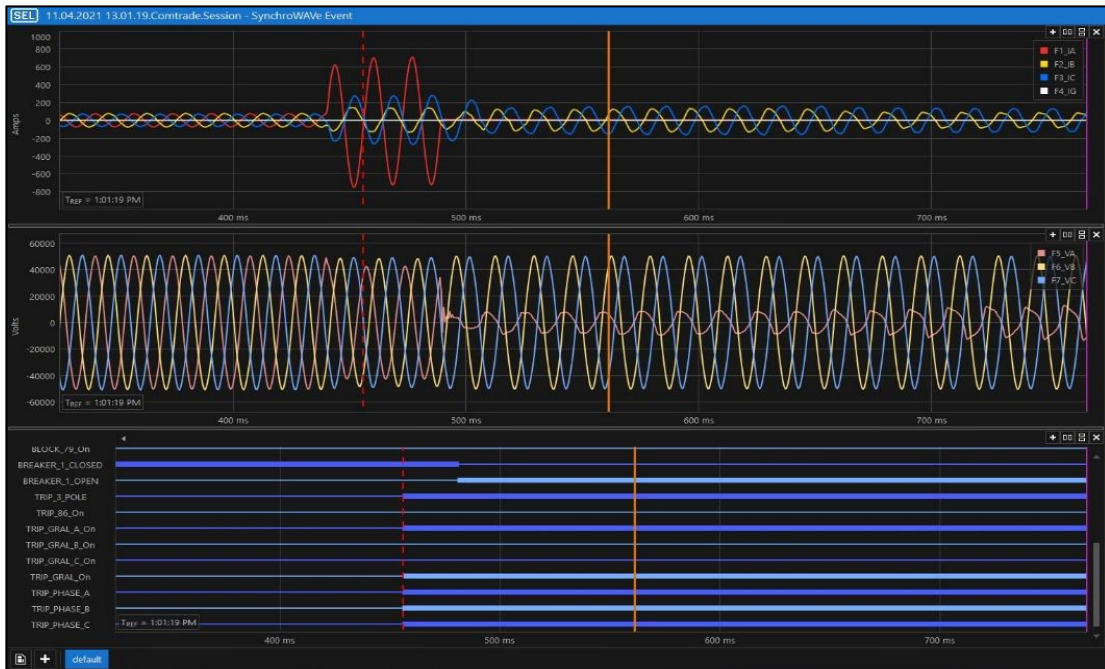 SEL 11.04.2021 13.01.19.Comtrade.Session - SynchroWAVe Event
1000
800
600
400
200
0
-200
-400
-600
-800
Amps
F1_IA
F2_IB
F3_IC
F4_IG
TREF = 1:01:19 PM
400 ms
500 ms
600 ms
700 ms
60000
40000
20000
0
-20000
-40000
-60000
Volts
F5_VA
F6_VB
F7_VC
TREF = 1:01:19 PM
400 ms
500 ms
600 ms
700 ms
BLOCK_79_On
BREAKER_1_CLOSED
BREAKER_1_OPEN
TRIP_3_POLE
TRIP_86_On
TRIP_GRAL_A_On
TRIP_GRAL_B_On
TRIP_GRAL_C_On
TRIP_GRAL_On
TRIP_PHASE_A
TRIP_PHASE_B
TRIP_PHASE_C
TREF = 1:01:19 PM
400 ms
500 ms
600 ms
700 ms
default